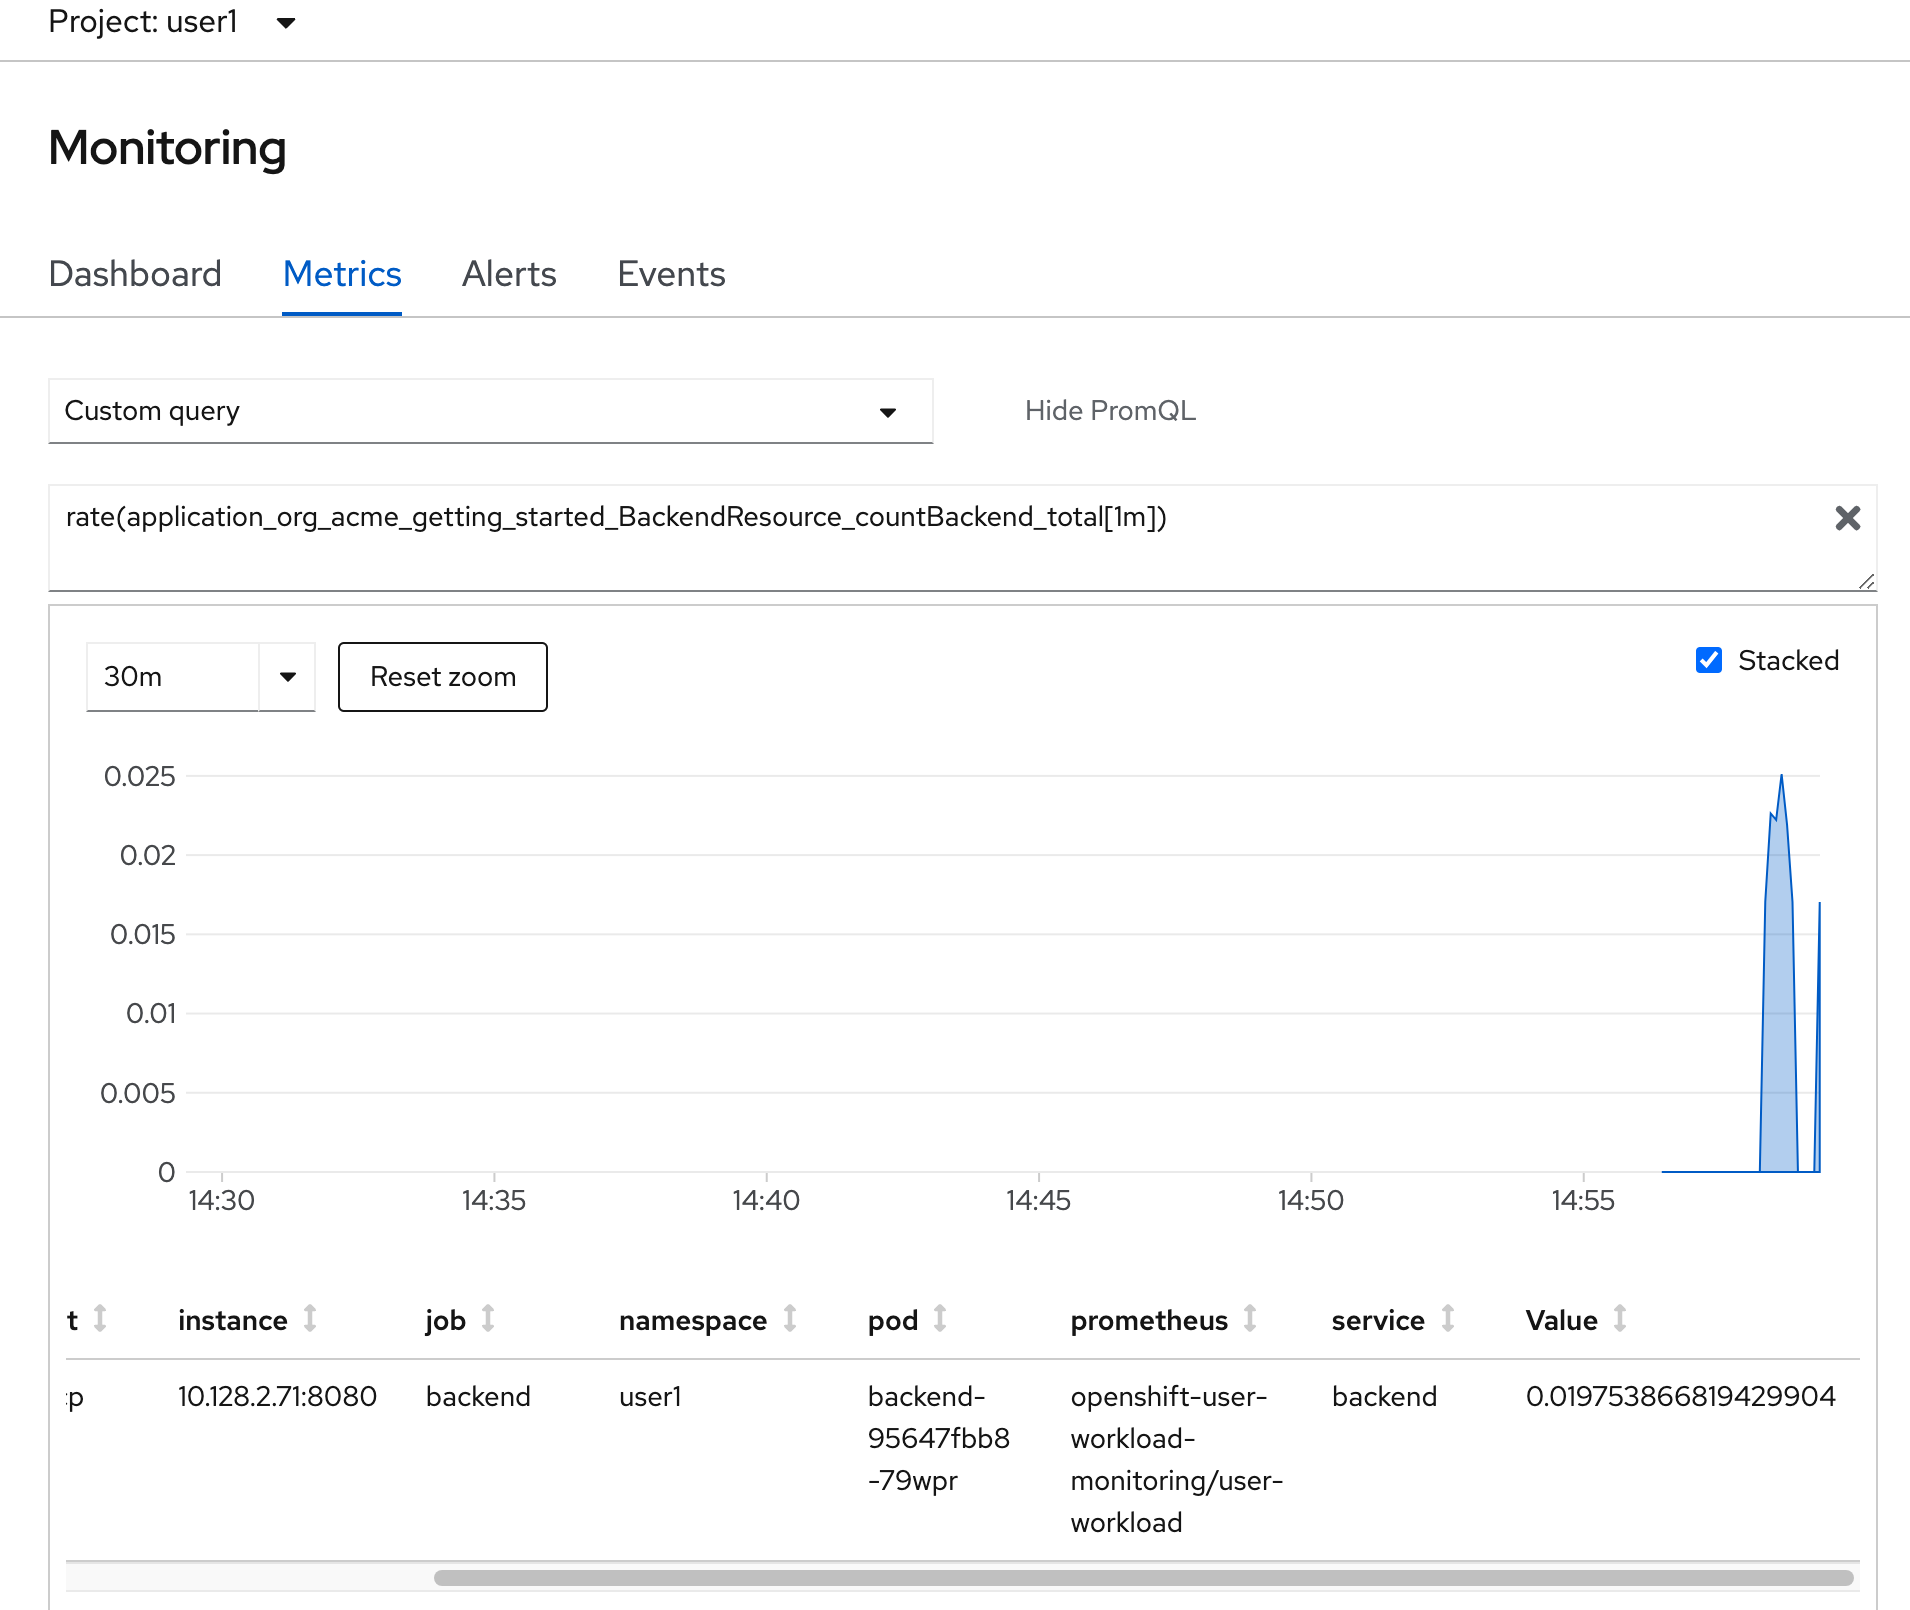 Project: user1
Monitoring
Dashboard Metrics Alerts Events
Custom query Hide PromQL
rate(application_org_acme_getting_started_BackendResource_countBackend_total[1m])
30m Reset zoom Stacked
0.025
0.02
0.015
0.01
0.005
0
14:30 14:35 14:40 14:45 14:50 14:55
t instance job namespace pod prometheus service Value
:p 10.128.2.71:8080 backend user1 backend- openshift-user- backend 0.019753866819429904
95647fbb8 workload-
-79wpr monitoring/user-
workload